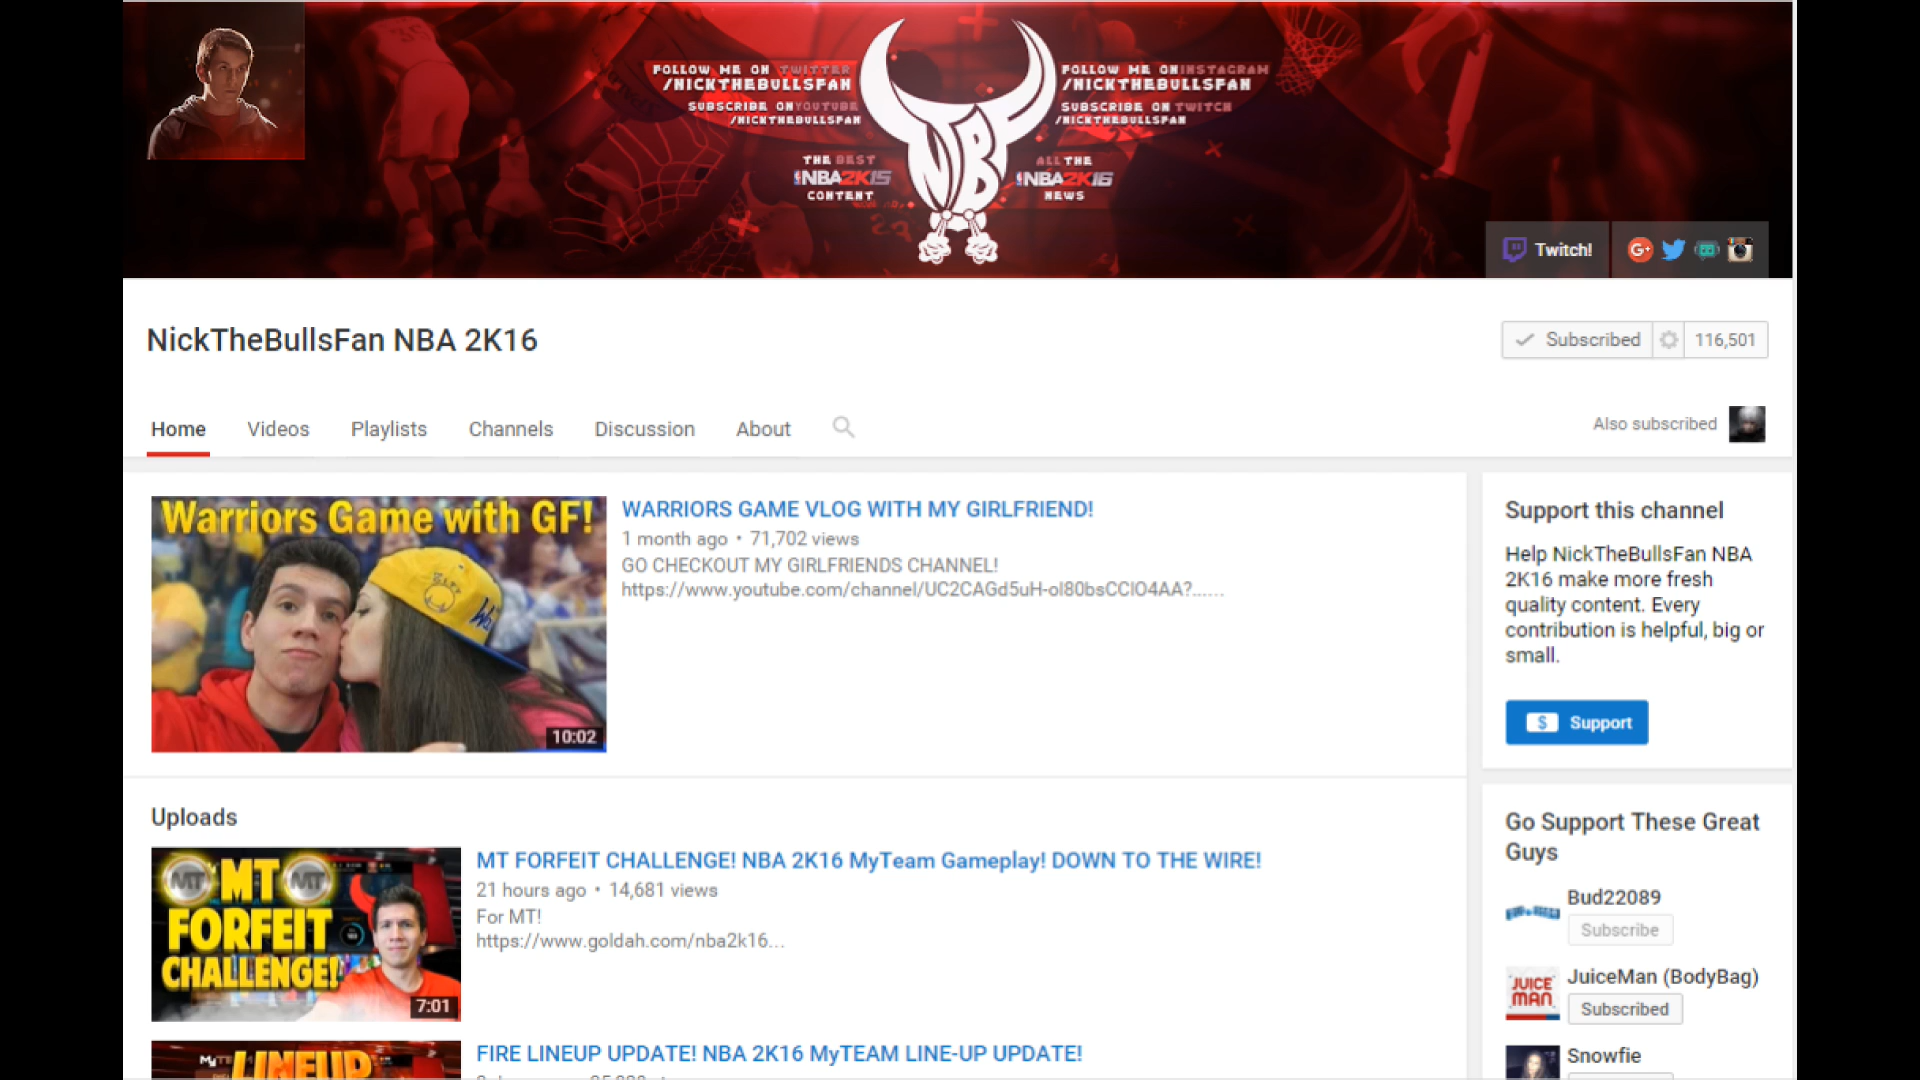 FOLLOW ME ON TWITTER
/NICKTHEBULLSFAN
SUBSCRIBE ON YOUTUBE
/NICKTHEBULLSFAN
THE BEST
NBA2K15
CONTENT
NBF
FOLLOW ME ON INSTAGRAM
/NICKTHEBULLSFAN
SUBSCRIBE ON TWITCH
/NICKTHEBULLSFAN
ALL THE
NBA2K16
NEWS
Twitch!
G+
NickTheBullsFan NBA 2K16
Subscribed 116,501
Home Videos Playlists Channels Discussion About
Also subscribed
Warriors Game with GF!
10:02
WARRIORS GAME VLOG WITH MY GIRLFRIEND!
1 month ago • 71,702 views
GO CHECKOUT MY GIRLFRIENDS CHANNEL!
https://www.youtube.com/channel/UC2CAGd5uH-ol80bsCClO4AA?......
Uploads
MT MT MT
FORFEIT
CHALLENGE!
7:01
MT FORFEIT CHALLENGE! NBA 2K16 MyTeam Gameplay! DOWN TO THE WIRE!
21 hours ago • 14,681 views
For MT!
https://www.goldah.com/nba2k16...
LINEUP
FIRE LINEUP UPDATE! NBA 2K16 MyTEAM LINE-UP UPDATE!
Support this channel
Help NickTheBullsFan NBA
2K16 make more fresh
quality content. Every
contribution is helpful, big or
small.
$ Support
Go Support These Great
Guys
Bud22089
Subscribe
JUICE
MAN
JuiceMan (BodyBag)
Subscribed
Snowfie